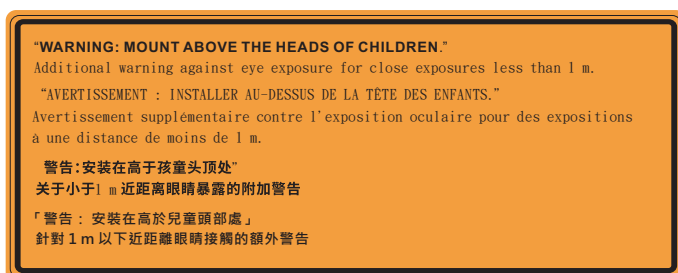 “WARNING: MOUNT ABOVE THE HEADS OF CHILDREN.”
Additional warning against eye exposure for close exposures less than 1 m.
“AVERTISSEMENT : INSTALLER AU-DESSUS DE LA TÊTE DES ENFANTS.”
Avertissement supplémentaire contre l'exposition oculaire pour des expositions
à une distance de moins de 1 m.
警告：安装在高于孩童头顶处”
关于小于1 m 近距离眼睛暴露的附加警告
「警告： 安裝在高於兒童頭部處」
針對 1 m 以下近距離眼睛接觸的額外警告